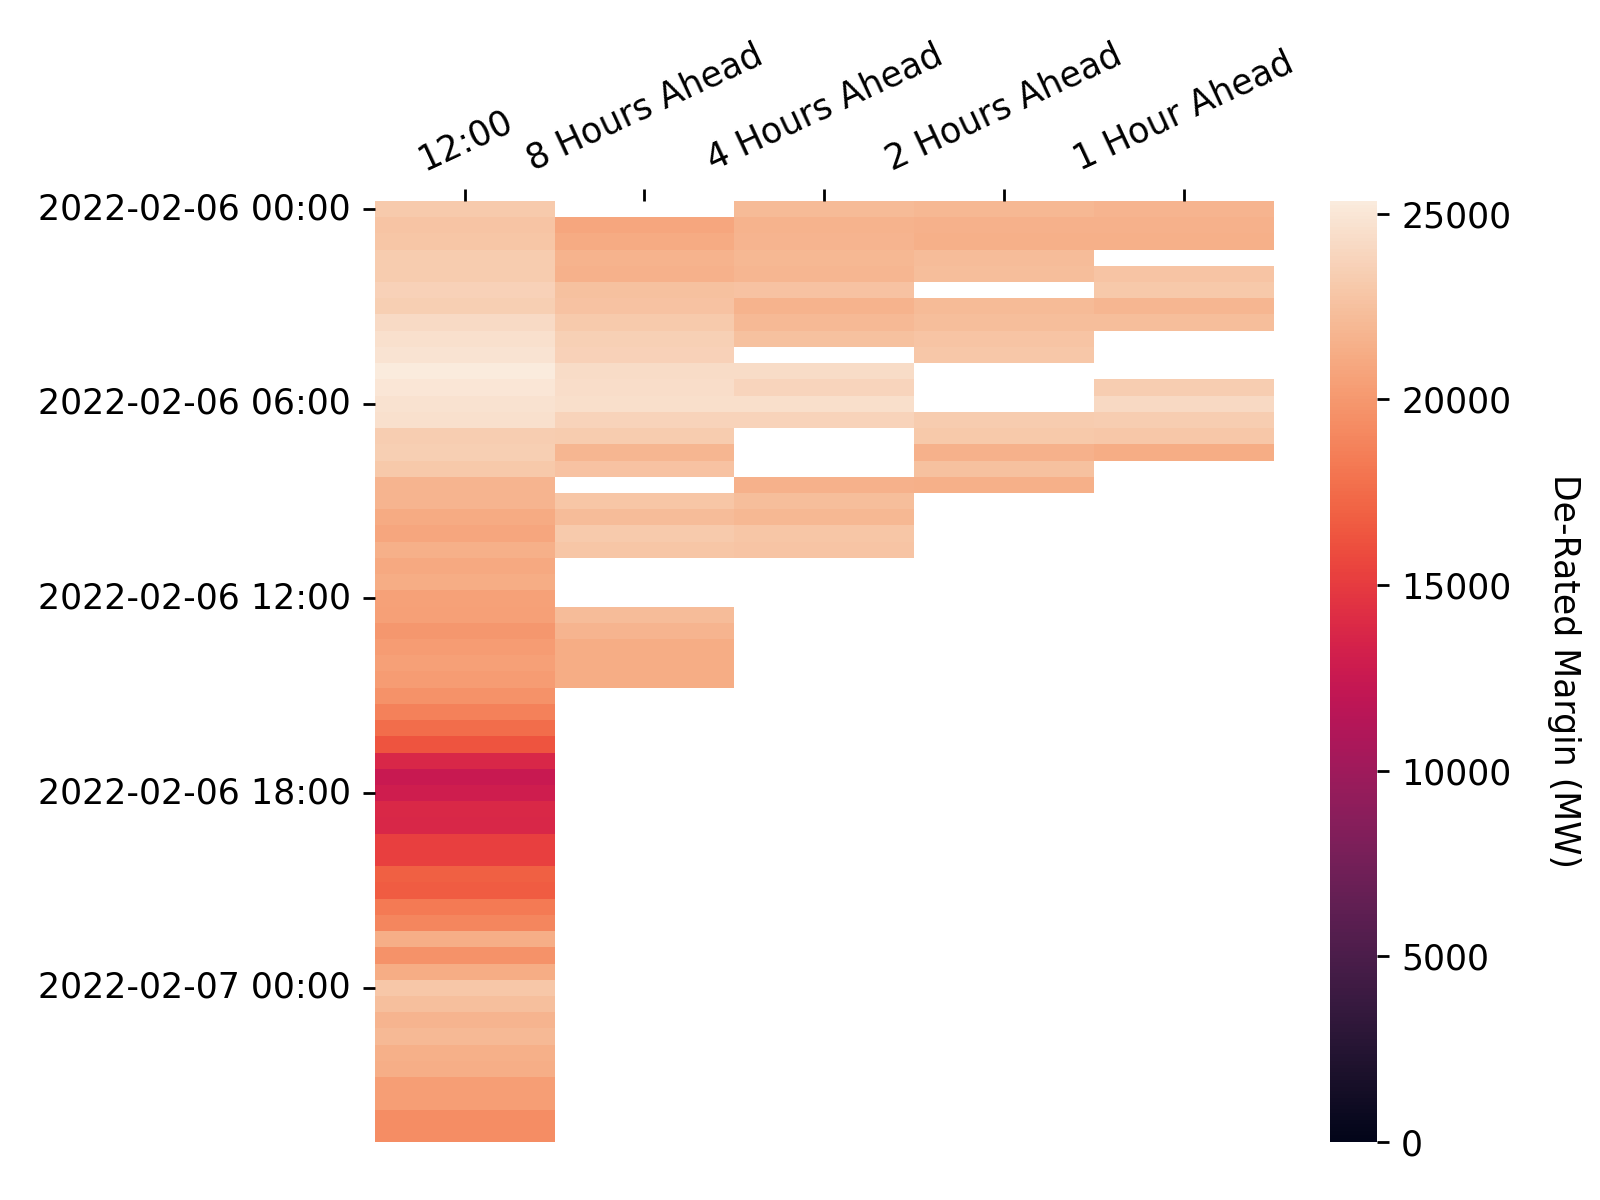 12:00
8 Hours Ahead
4 Hours Ahead
2 Hours Ahead
1 Hour Ahead
2022-02-06 00:00
2022-02-06 06:00
2022-02-06 12:00
2022-02-06 18:00
2022-02-07 00:00
25000
20000
15000
10000
5000
0
De-Rated Margin (MW)